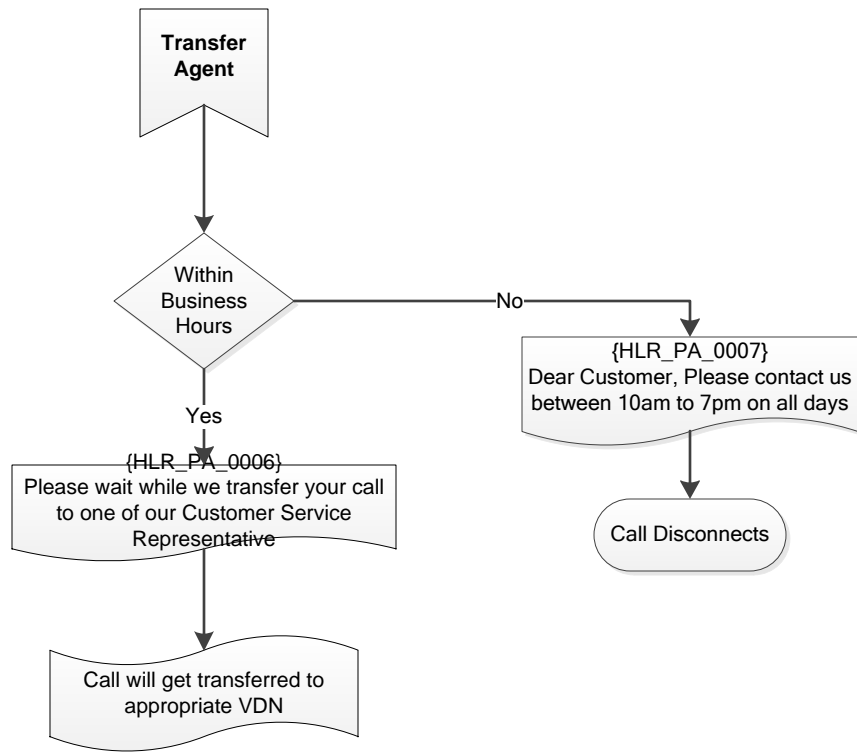 Transfer
Agent
Within
Business
Hours
No
Yes
{HLR_PA_0007}
Dear Customer, Please contact us
between 10am to 7pm on all days
{HLR_PA_0006}
Please wait while we transfer your call
to one of our Customer Service
Representative
Call Disconnects
Call will get transferred to
appropriate VDN